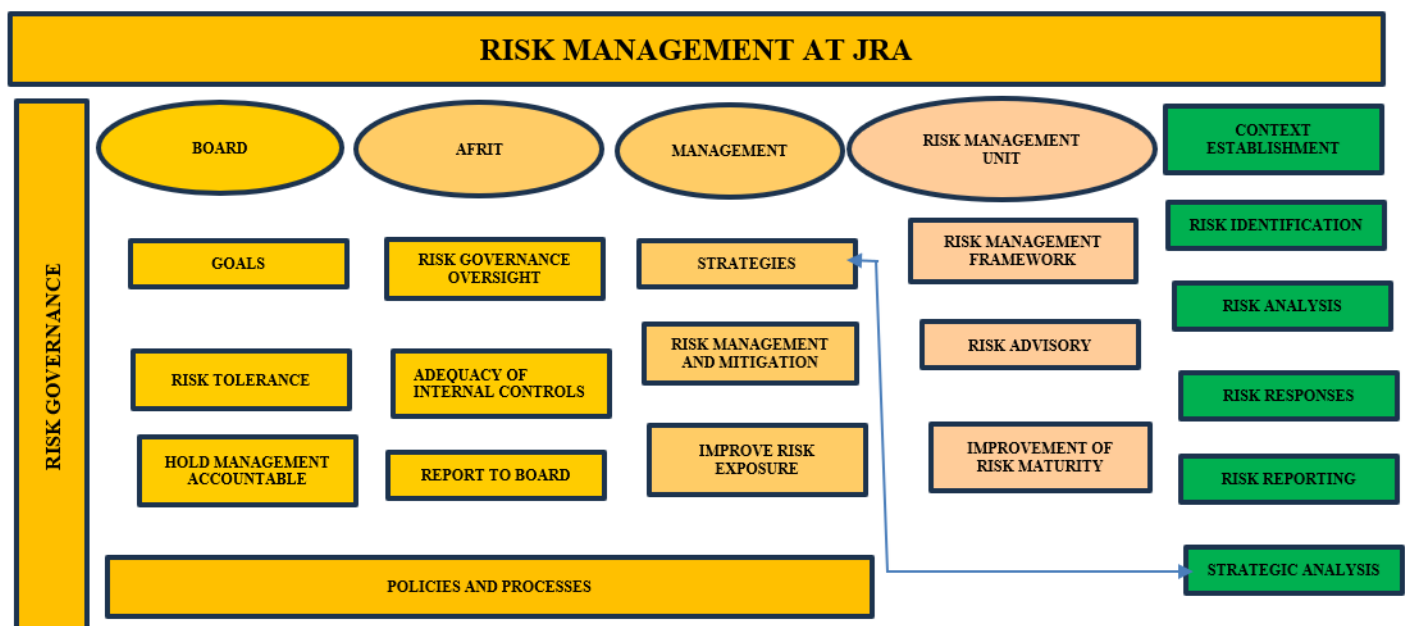 RISK MANAGEMENT AT JRA
RISK GOVERNANCE
BOARD
GOALS
RISK TOLERANCE
HOLD MANAGEMENT
ACCOUNTABLE
AFRIT
RISK GOVERNANCE
OVERSIGHT
ADEQUACY OF
INTERNAL CONTROLS
REPORT TO BOARD
MANAGEMENT
STRATEGIES
RISK MANAGEMENT
AND MITIGATION
IMPROVE RISK
EXPOSURE
RISK MANAGEMENT
UNIT
RISK MANAGEMENT
FRAMEWORK
RISK ADVISORY
IMPROVEMENT OF
RISK MATURITY
CONTEXT
ESTABLISHMENT
RISK IDENTIFICATION
RISK ANALYSIS
RISK RESPONSES
RISK REPORTING
STRATEGIC ANALYSIS
POLICIES AND PROCESSES